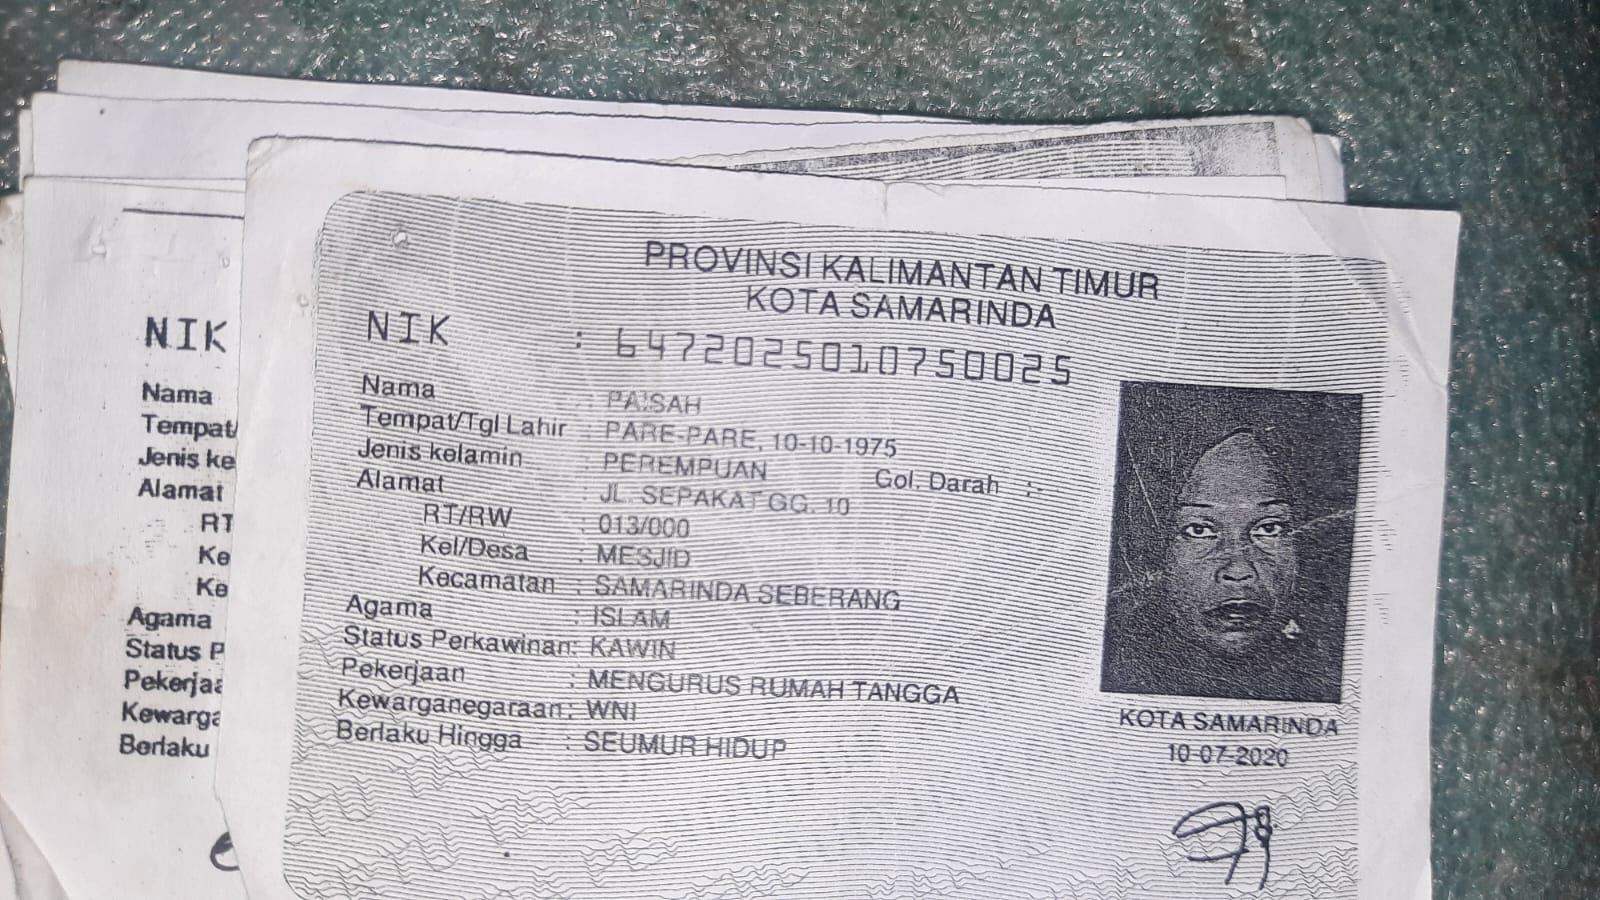 PROVINSI KALIMANTAN TIMUR
KOTA SAMARINDA
NIK : 6472025010750025
Nama : PAISAH
Tempat/Tgl Lahir : PARE-PARE, 10-10-1975
Jenis kelamin : PEREMPUAN Gol. Darah :-
Alamat : JL. SEPAKAT GG. 10
RT/RW : 013/000
Kel/Desa : MESJID
Kecamatan : SAMARINDA SEBERANG
Agama : ISLAM
Status Perkawinan: KAWIN
Pekerjaan : MENGURUS RUMAH TANGGA
Kewarganegaraan: WNI
Berlaku Hingga : SEUMUR HIDUP
KOTA SAMARINDA
10-07-2020
NIK
Nama
Tempat/
Jenis ke
Alamat
RT
Ke
Ke
Agama
Status P
Pekerjaa
Kewarga
Berlaku